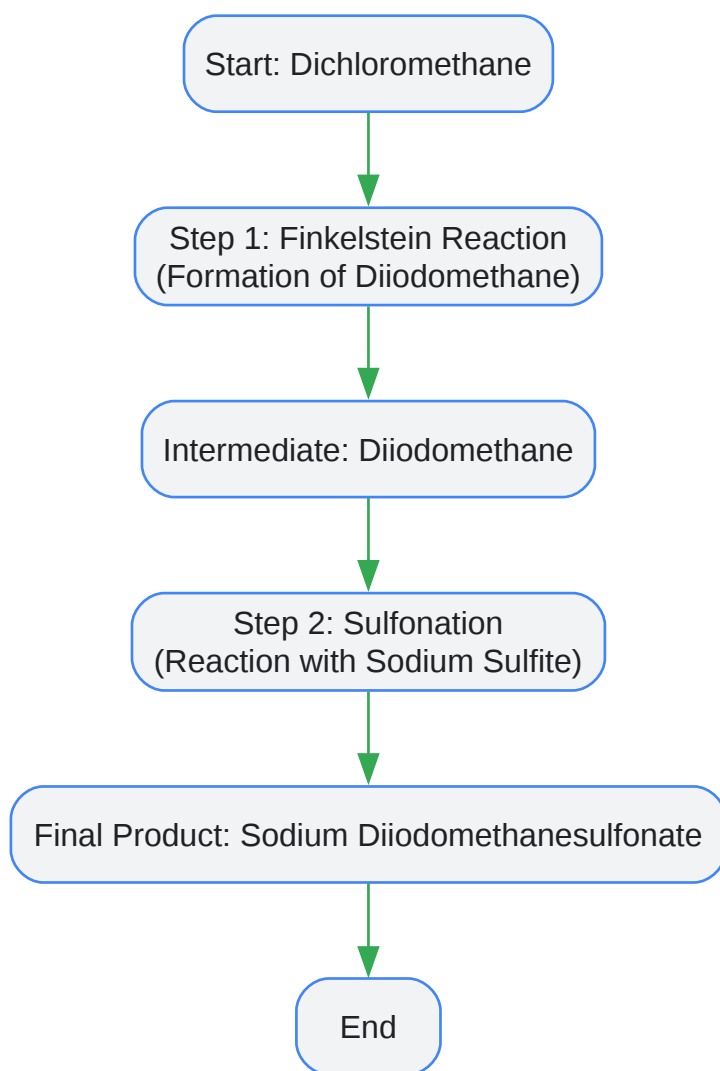 Start: Dichloromethane
Step 1: Finkelstein Reaction
(Formation of Diiodomethane)
Intermediate: Diiodomethane
Step 2: Sulfonation
(Reaction with Sodium Sulfite)
Final Product: Sodium Diiodomethanesulfonate
End